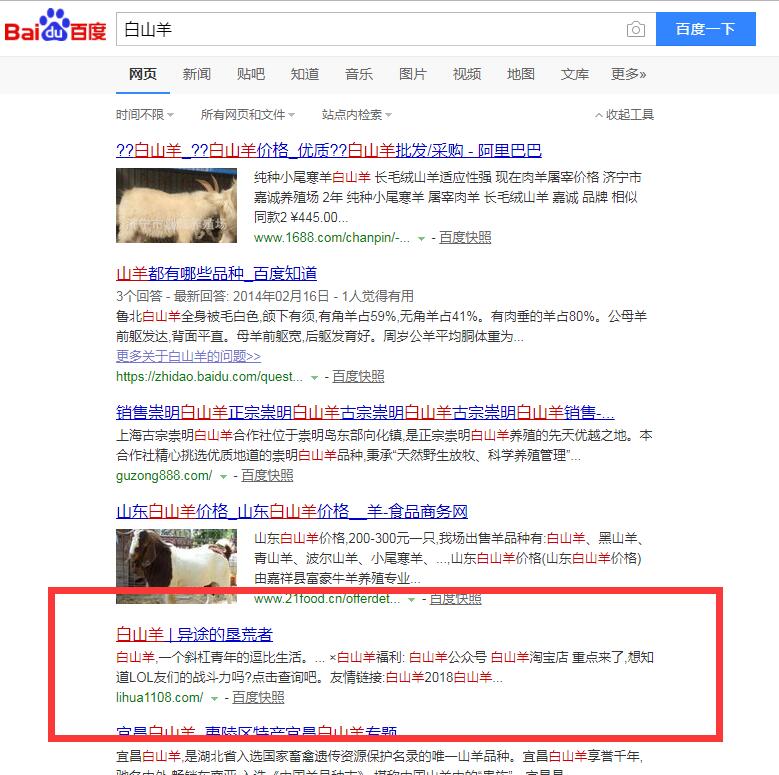 Bai du 百度
白山羊
百度一下
网页 新闻 贴吧 知道 音乐 图片 视频 地图 文库 更多»
时间不限 所有网页和文件 站点内检索 收起工具
??白山羊_??白山羊价格_优质??白山羊批发/采购 - 阿里巴巴
纯种小尾寒羊白山羊 长毛绒山羊适应性强 现在肉羊屠宰价格 济宁市
嘉诚养殖场 2年 纯种小尾寒羊 屠宰肉羊 长毛绒山羊 嘉诚 品牌 相似
同款2 ¥445.00...
www.1688.com/chanpin/-... - 百度快照
山羊都有哪些品种_百度知道
3个回答 - 最新回答: 2014年02月16日 - 1人觉得有用
鲁北白山羊全身被毛白色,颌下有须,有角羊占59%,无角羊占41%。有肉垂的羊占80%。公母羊
前躯发达,背面平直。母羊前躯宽,后躯发育好。周岁公羊平均胴体重为...
更多关于白山羊的问题>>
https://zhidao.baidu.com/quest... - 百度快照
销售崇明白山羊正宗崇明白山羊古宗崇明白山羊古宗崇明白山羊销售-...
上海古宗崇明白山羊合作社位于崇明岛东部向化镇,是正宗崇明白山羊养殖的先天优越之地。本
合作社精心挑选优质地道的崇明白山羊品种,秉承“天然野生放牧、科学养殖管理”...
guzong888.com/ - 百度快照
山东白山羊价格_山东白山羊价格__羊-食品商务网
山东白山羊价格,200-300元一只,我场出售羊品种有:白山羊、黑山羊、
青山羊、波尔山羊、小尾寒羊、...,山东白山羊价格(山东白山羊价格)
由嘉祥县富豪牛羊养殖专业...
www.21food.cn/offerdet... - 百度快照
白山羊 | 异途的垦荒者
白山羊,一个斜杠青年的逗比生活。... ×白山羊福利: 白山羊公众号 白山羊淘宝店 重点来了,想知
道LOL友们的战斗力吗?点击查询吧。友情链接:白山羊2018白山羊...
lihua1108.com/ - 百度快照
宜昌白山羊_夷陵区特产宜昌白山羊专题
宜昌白山羊,是湖北省入选国家畜禽遗传资源保护名录的唯一山羊品种。宜昌白山羊享誉千年,